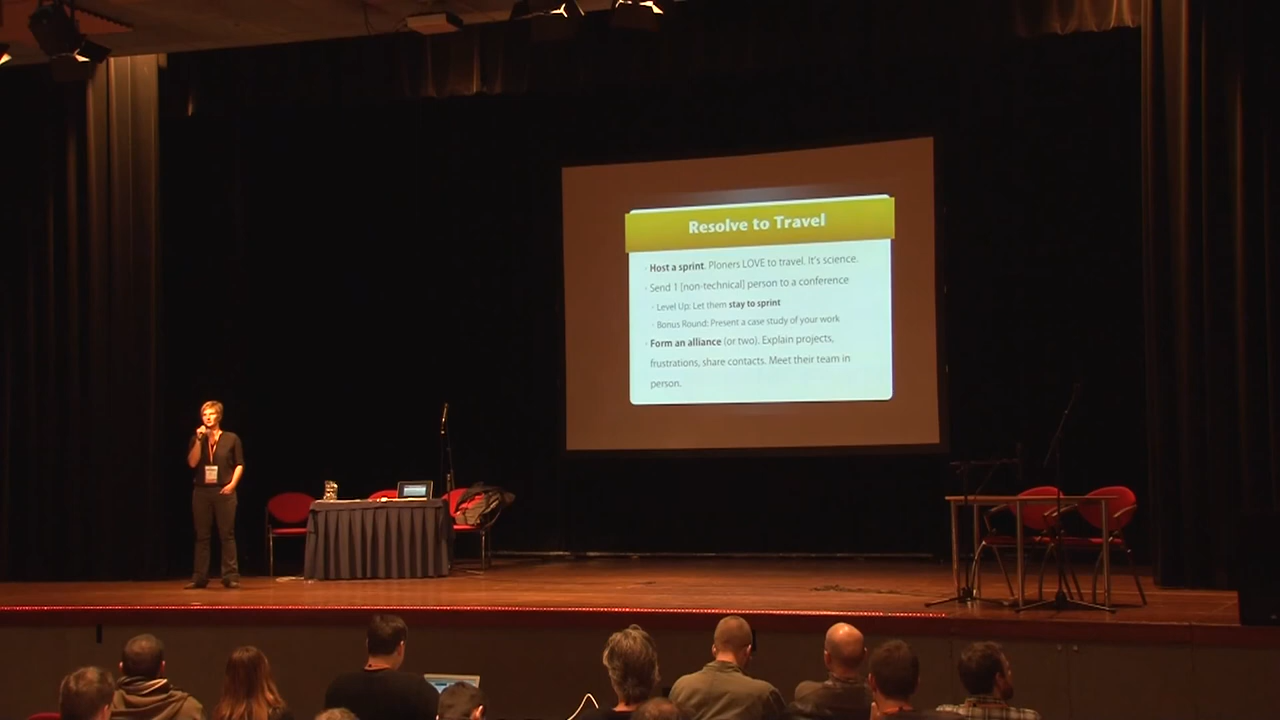 Resolve to Travel
Host a sprint. Ploners LOVE to travel. It's science.
Send 1 [non-technical] person to a conference
Level Up: Let them stay to sprint
Bonus Round: Present a case study of your work
Form an alliance (or two). Explain projects,
frustrations, share contacts. Meet their team in
person.